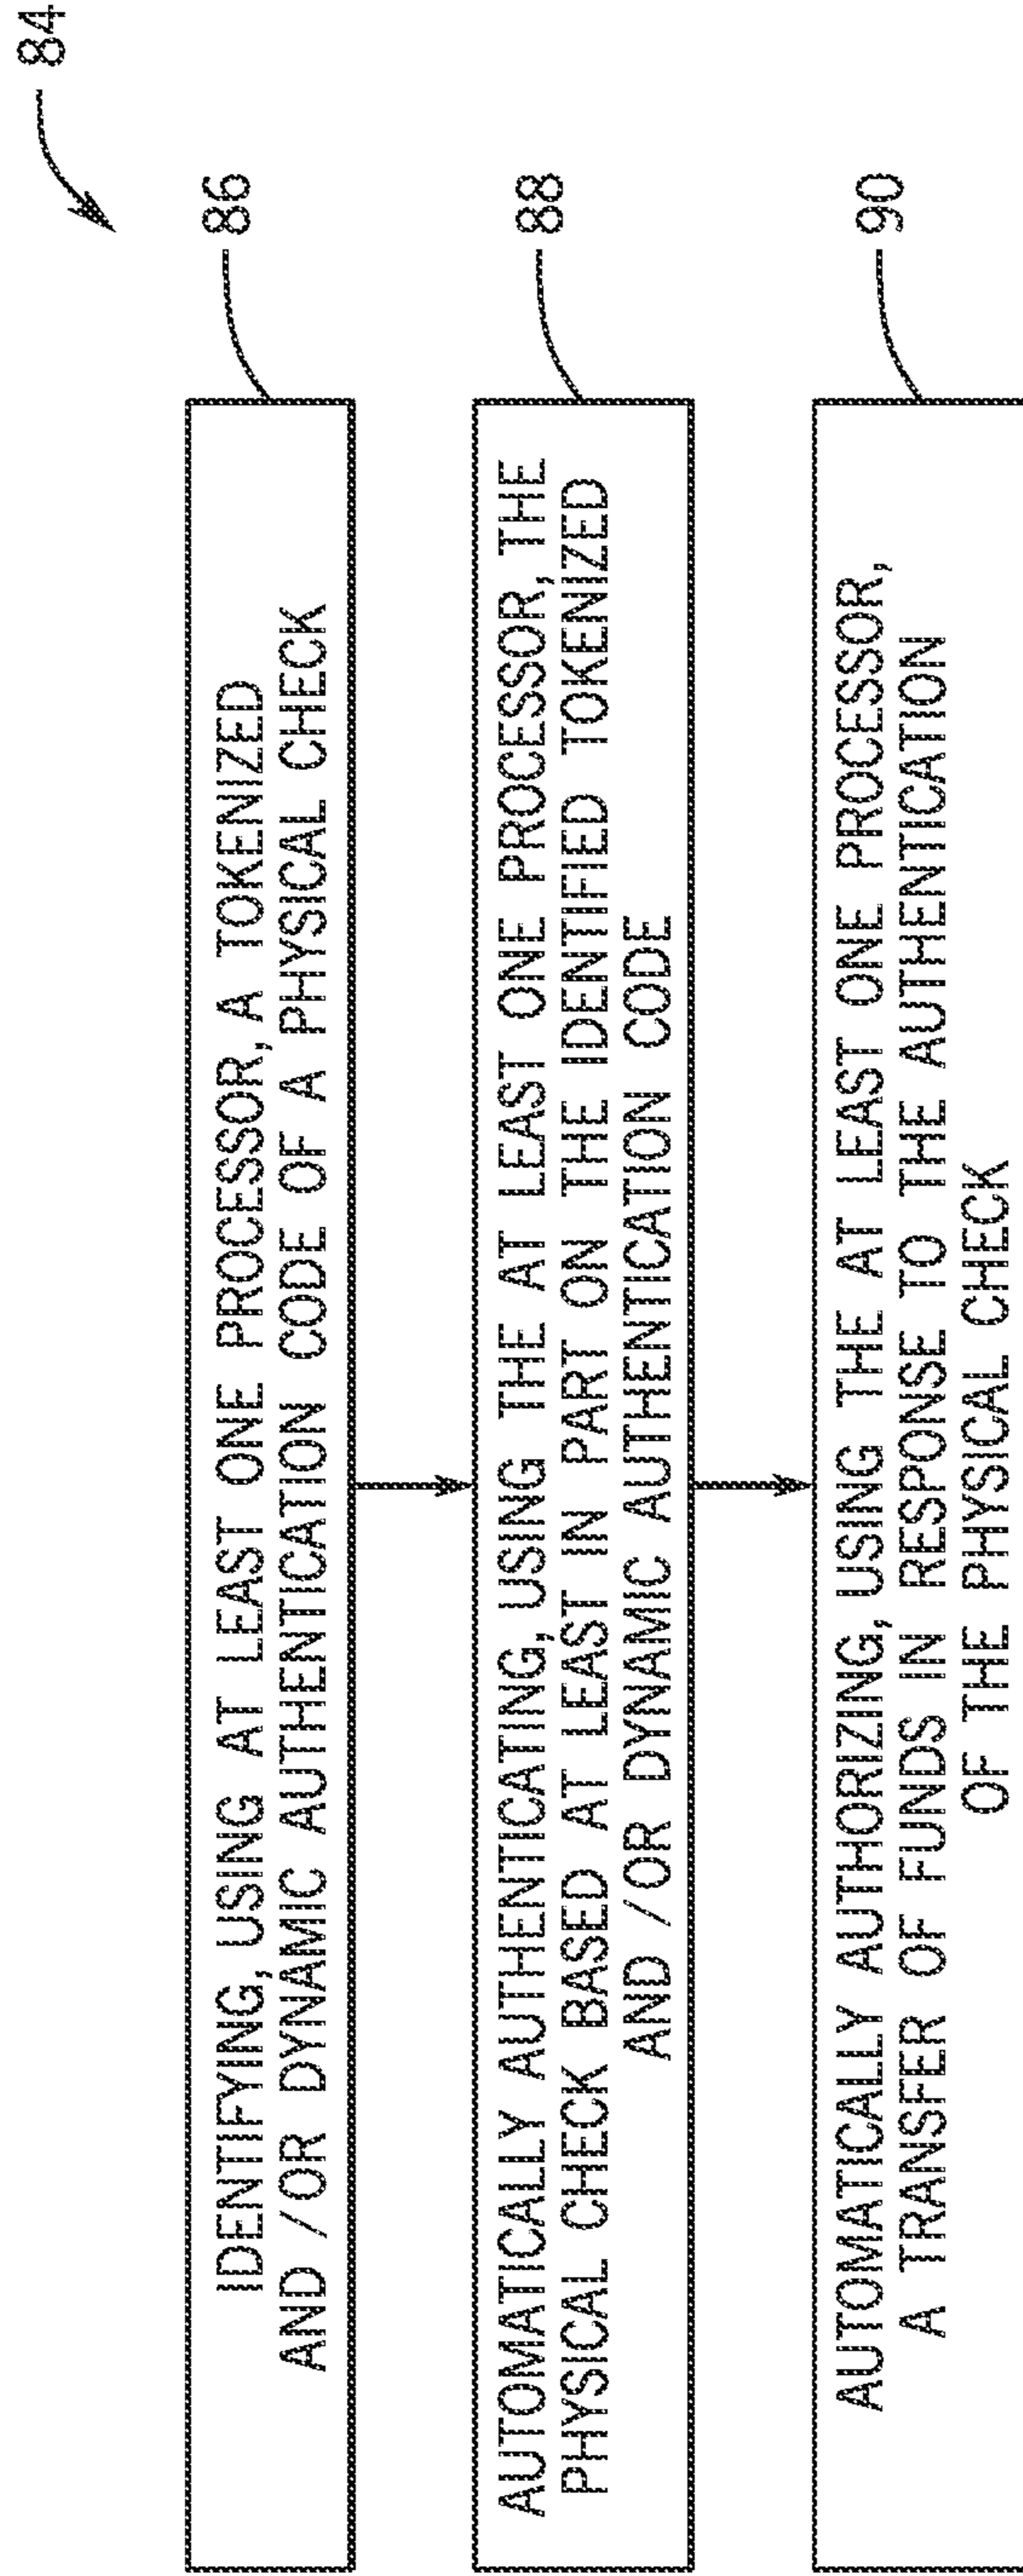 84
86
IDENTIFYING, USING AT LEAST ONE PROCESSOR, A TOKENIZED
AND/OR DYNAMIC AUTHENTICATION CODE OF A PHYSICAL CHECK
88
AUTOMATICALLY AUTHENTICATING, USING THE AT LEAST ONE PROCESSOR, THE
PHYSICAL CHECK BASED AT LEAST IN PART ON THE IDENTIFIED TOKENIZED
AND/OR DYNAMIC AUTHENTICATION CODE
90
AUTOMATICALLY AUTHORIZING, USING THE AT LEAST ONE PROCESSOR,
A TRANSFER OF FUNDS IN RESPONSE TO THE AUTHENTICATION
OF THE PHYSICAL CHECK